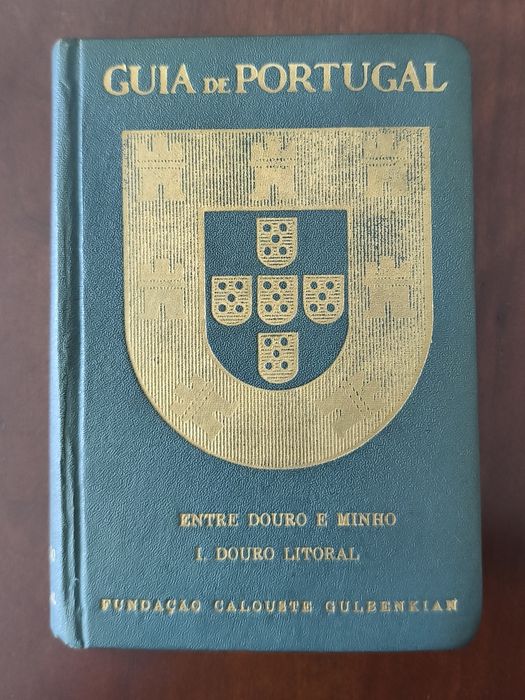 GUIA DE PORTUGAL
ENTRE DOURO E MINHO
I. DOURO LITORAL
FUNDAÇÃO CALOUSTE GULBENKIAN